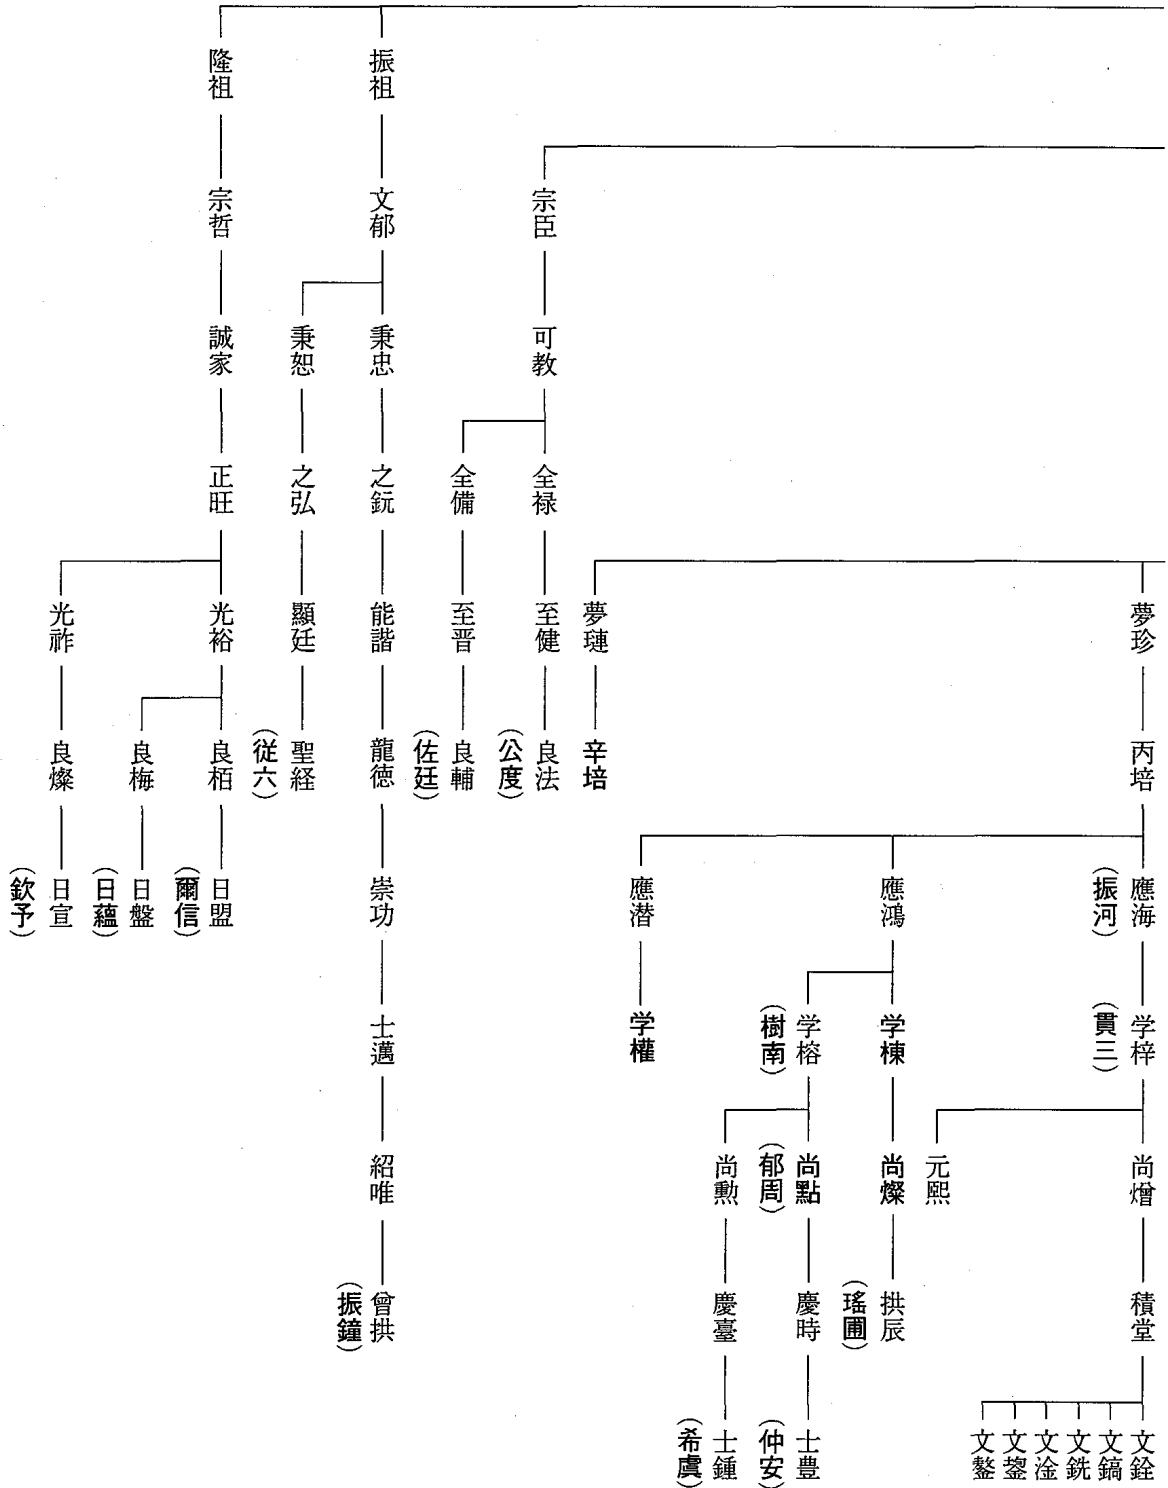 夢珍
丙培
應海
(振河)
学梓
(貫三)
尚熷
積堂
文銓
文鎬
文銑
文淦
文
文鏊
元熙
應鴻
学棟
尚燦
拱辰
(瑤圃)
学榕
(樹南)
尚點
(郁周)
慶時
士豊
(仲安)
尚勲
慶臺
士鍾
(希虞)
應潜
学權
夢璉
辛培
宗臣
可教
全禄
至健
良法
(公度)
全備
至晋
良輔
(佐廷)
振祖
文郁
秉忠
之鈨
能諧
龍徳
崇功
士邁
紹唯
曾拱
(振鐘)
秉恕
之弘
顯廷
聖経
(従六)
隆祖
宗哲
誠家
正旺
光裕
良栢
日盟
(爾信)
良梅
日盤
(日蘊)
光祚
良燦
日宣
(欽予)